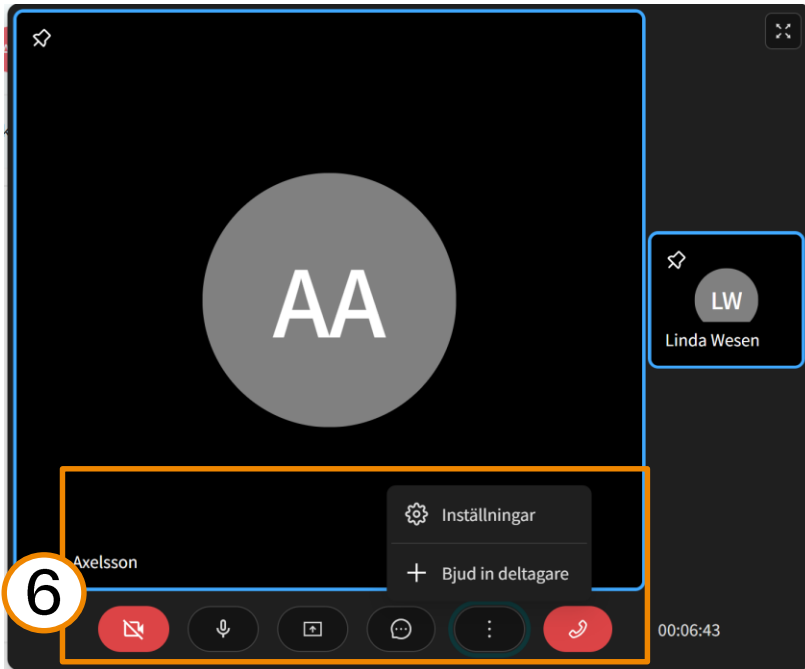 AA
LW
Linda Wesen
Inställningar
Axelsson
Bjud in deltagare
6
00:06:43